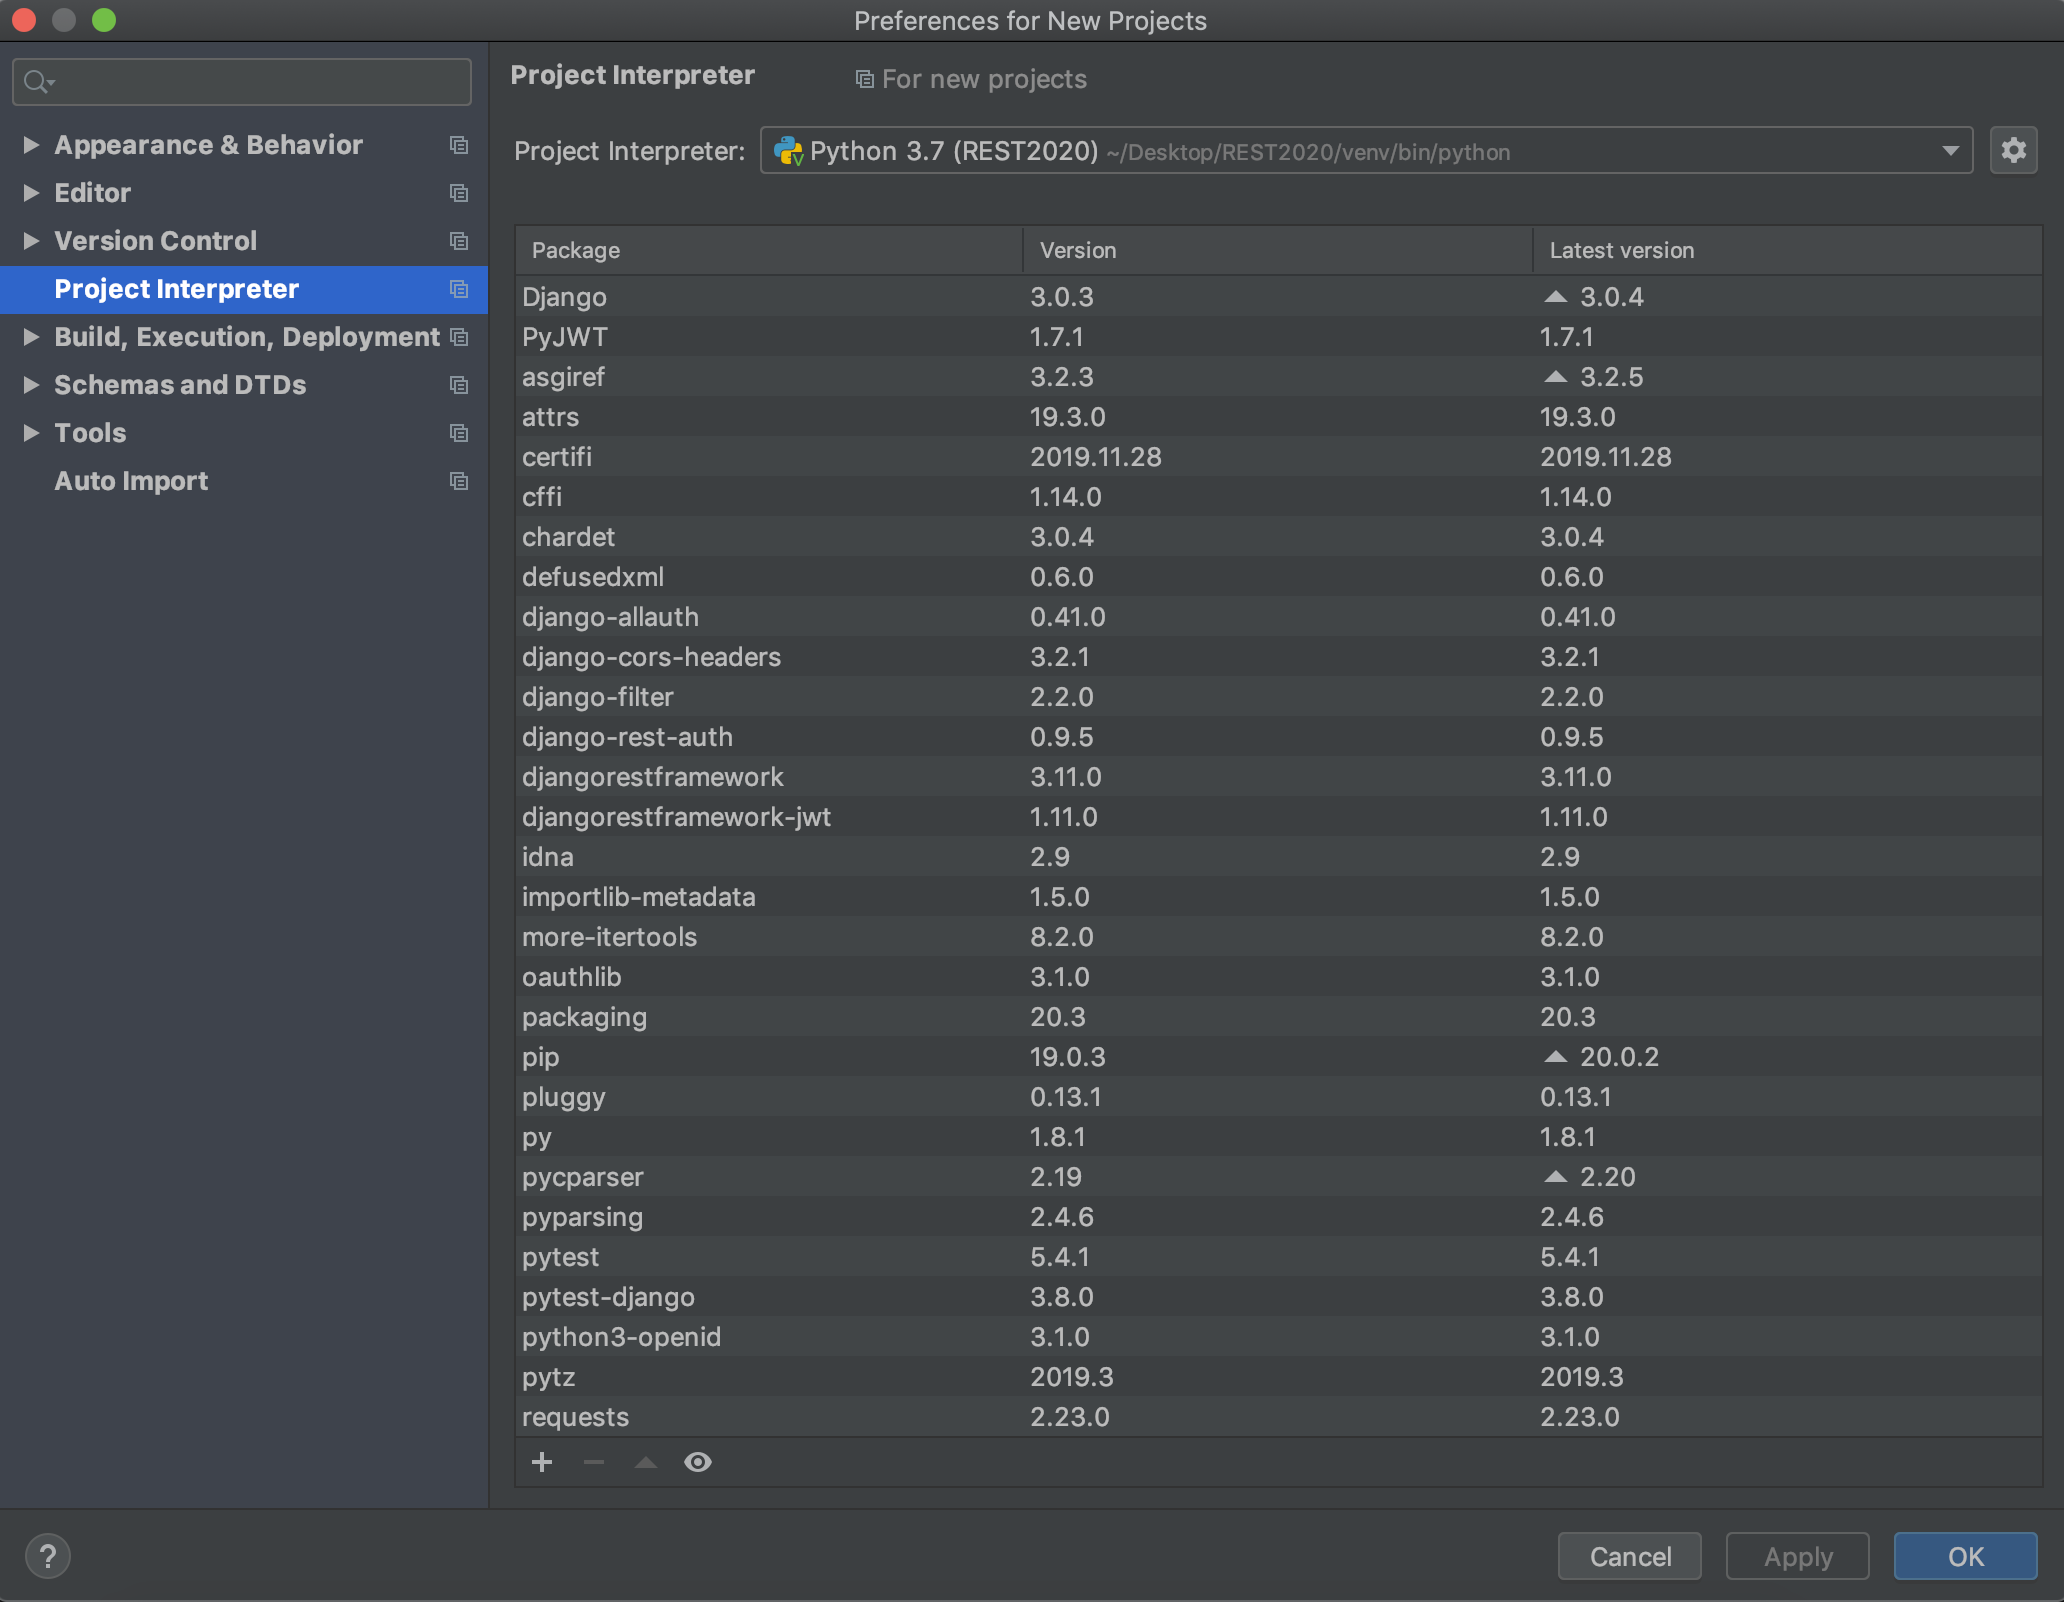 Preferences for New Projects
Appearance & Behavior
Editor
Version Control
Project Interpreter
Build, Execution, Deployment
Schemas and DTDs
Tools
Auto Import
Project Interpreter For new projects
Project Interpreter: Python 3.7 (REST2020) ~/Desktop/REST2020/venv/bin/python
Package Version Latest version
Django 3.0.3 3.0.4
PyJWT 1.7.1 1.7.1
asgiref 3.2.3 3.2.5
attrs 19.3.0 19.3.0
certifi 2019.11.28 2019.11.28
cffi 1.14.0 1.14.0
chardet 3.0.4 3.0.4
defusedxml 0.6.0 0.6.0
django-allauth 0.41.0 0.41.0
django-cors-headers 3.2.1 3.2.1
django-filter 2.2.0 2.2.0
django-rest-auth 0.9.5 0.9.5
djangorestframework 3.11.0 3.11.0
djangorestframework-jwt 1.11.0 1.11.0
idna 2.9 2.9
importlib-metadata 1.5.0 1.5.0
more-itertools 8.2.0 8.2.0
oauthlib 3.1.0 3.1.0
packaging 20.3 20.3
pip 19.0.3 20.0.2
pluggy 0.13.1 0.13.1
py 1.8.1 1.8.1
pycparser 2.19 2.20
pyparsing 2.4.6 2.4.6
pytest 5.4.1 5.4.1
pytest-django 3.8.0 3.8.0
python3-openid 3.1.0 3.1.0
pytz 2019.3 2019.3
requests 2.23.0 2.23.0
? Cancel Apply OK